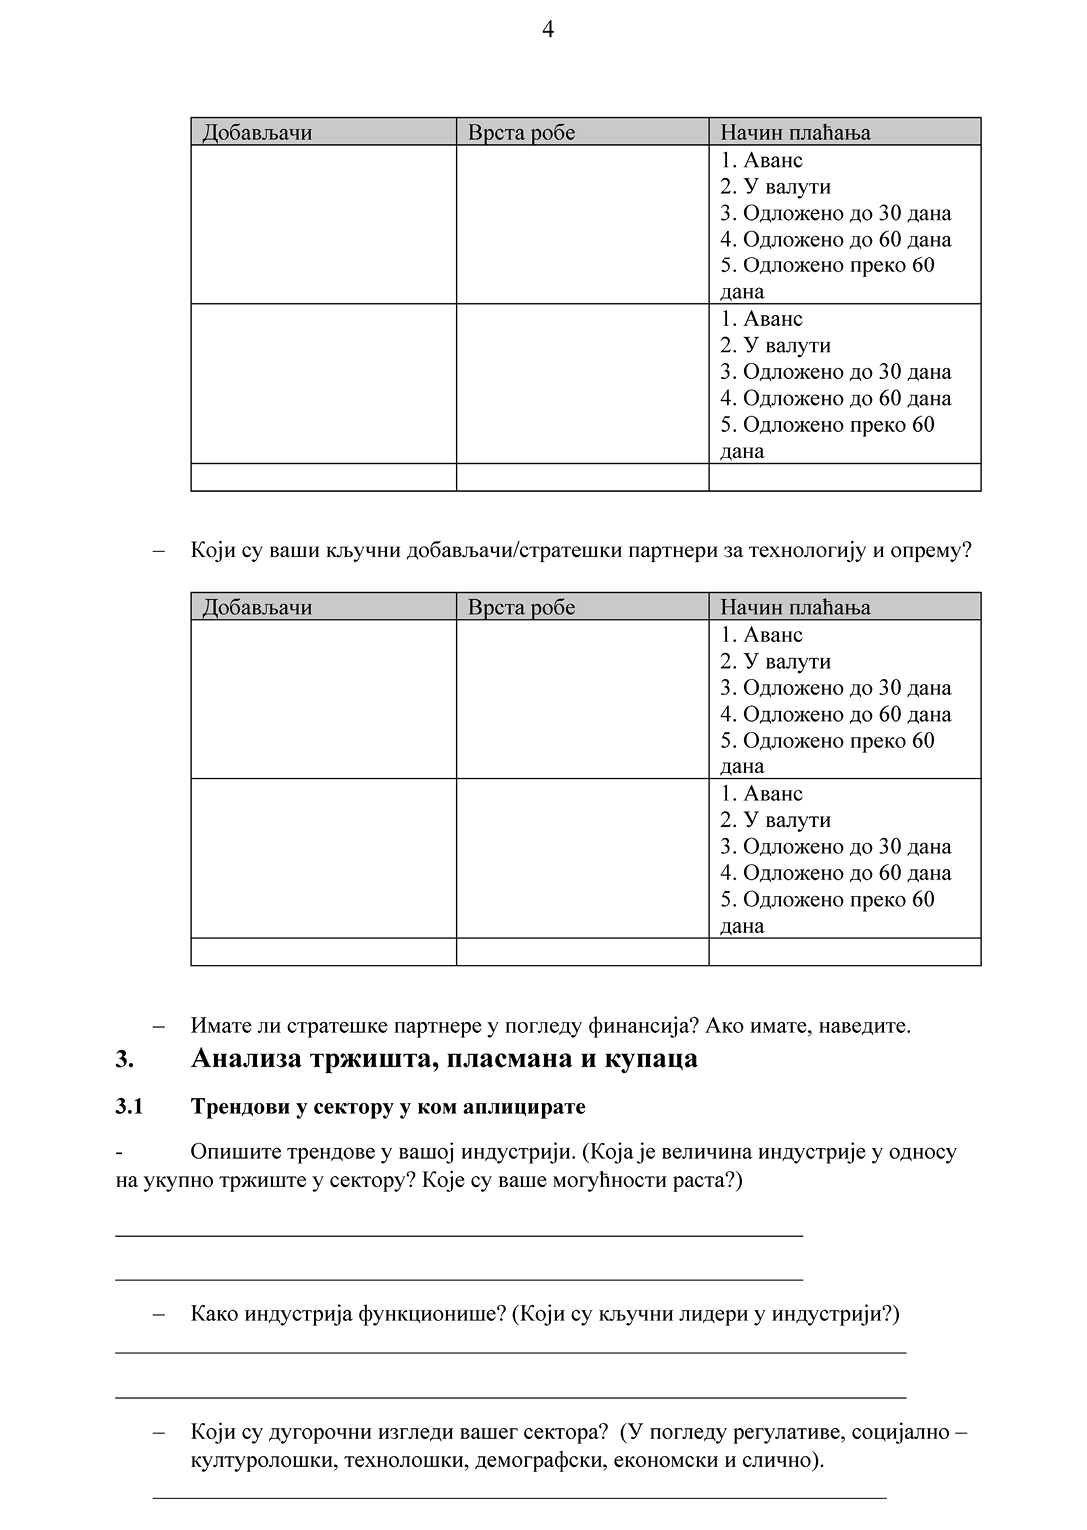 4
Добављачи Врста робе Начин плаћања
1. Аванс
2. У валути
3. Одложено до 30 дана
4. Одложено до 60 дана
5. Одложено преко 60
дана
1. Аванс
2. У валути
3. Одложено до 30 дана
4. Одложено до 60 дана
5. Одложено преко 60
дана
– Који су ваши кључни добављачи/стратешки партнери за технологију и опрему?
Добављачи Врста робе Начин плаћања
1. Аванс
2. У валути
3. Одложено до 30 дана
4. Одложено до 60 дана
5. Одложено преко 60
дана
1. Аванс
2. У валути
3. Одложено до 30 дана
4. Одложено до 60 дана
5. Одложено преко 60
дана
– Имате ли стратешке партнере у погледу финансија? Ако имате, наведите.
3. Анализа тржишта, пласмана и купаца
3.1 Трендови у сектору у ком аплицирате
- Опишите трендове у вашој индустрији. (Која је величина индустрије у односу
на укупно тржиште у сектору? Које су ваше могућности раста?)
– Како индустрија функционише? (Који су кључни лидери у индустрији?)
– Који су дугорочни изгледи вашег сектора? (У погледу регулативе, социјално –
културолошки, технолошки, демографски, економски и слично).